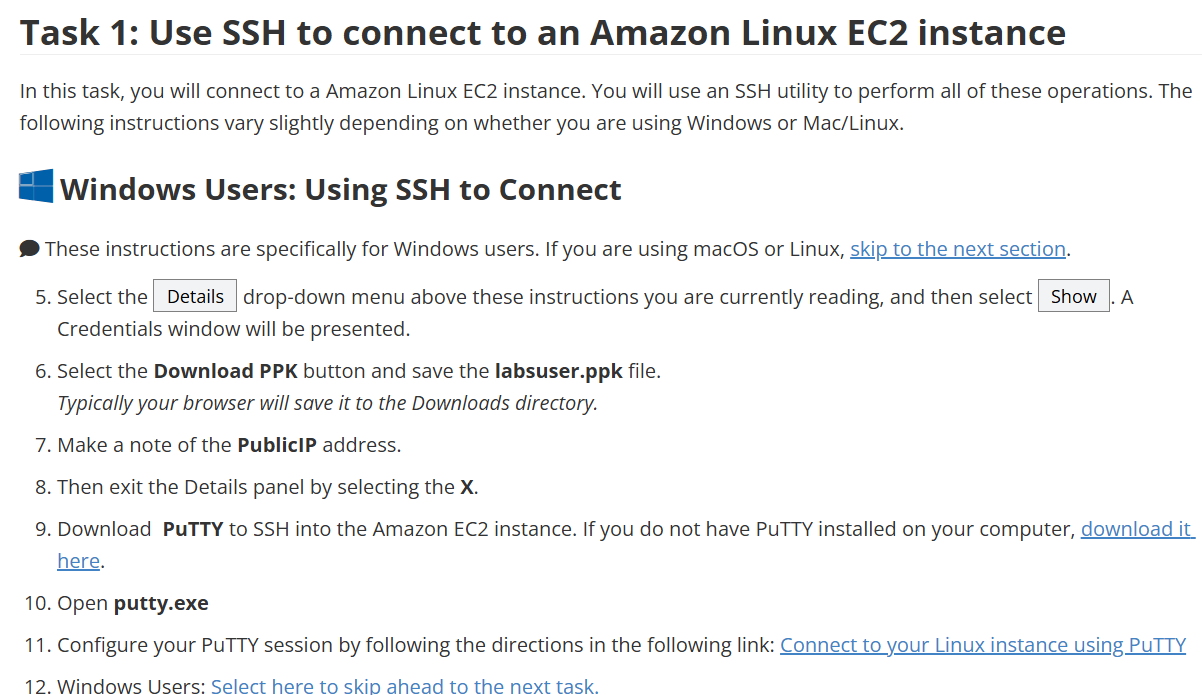 Task 1: Use SSH to connect to an Amazon Linux EC2 instance
In this task, you will connect to a Amazon Linux EC2 instance. You will use an SSH utility to perform all of these operations. The
following instructions vary slightly depending on whether you are using Windows or Mac/Linux.
Windows Users: Using SSH to Connect
These instructions are specifically for Windows users. If you are using macOS or Linux, skip to the next section.
5. Select the Details drop-down menu above these instructions you are currently reading, and then select Show . A
Credentials window will be presented.
6. Select the Download PPK button and save the labsuser.ppk file.
Typically your browser will save it to the Downloads directory.
7. Make a note of the PublicIP address.
8. Then exit the Details panel by selecting the X.
9. Download PuTTY to SSH into the Amazon EC2 instance. If you do not have PuTTY installed on your computer, download it
here.
10. Open putty.exe
11. Configure your PuTTY session by following the directions in the following link: Connect to your Linux instance using PuTTY
12. Windows Users: Select here to skip ahead to the next task.